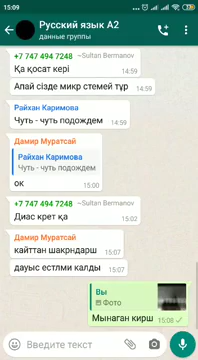 15:09
Русский язык А2
данные группы
+7 747 494 7248 ~Sultan Bermanov
Қа қосат кері
14:59
Апай сізде микр стемей тұр
14:59
Райхан Каримова
Чуть - чуть подождем
14:59
Дамир Муратсай
Райхан Каримова
Чуть - чуть подождем
ок
15:00
+7 747 494 7248 ~Sultan Bermanov
Диас крет қа
15:02
Дамир Муратсай
кайттан шакрндарш
15:07
дауыс естлми калды
15:07
Вы
Фото
Мынаган кирш
15:08
Введите текст